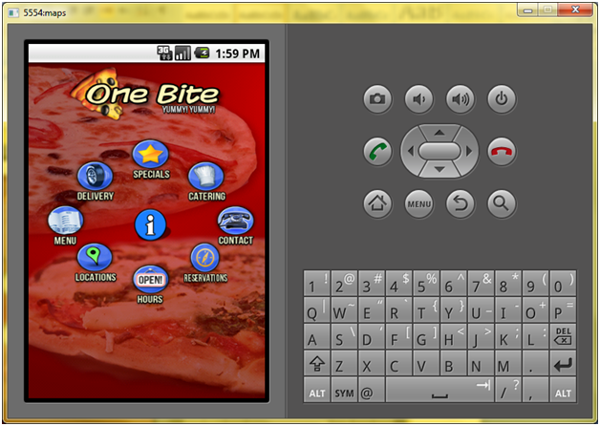 5554:maps
3G
1:59 PM
One Bite
YUMMY! YUMMY!
SPECIALS
DELIVERY
CATERING
MENU
i
CONTACT
LOCATIONS
OPEN!
HOURS
RESERVATIONS
MENU
1 ! 2 @ 3 # 4 $ 5 % 6 ^ 7 & 8 * 9 ( 0 )
Q | W ~ E " R ` T { Y } U _ I - O + P =
A S \ D ' F [ G ] H < J > K ; L : DEL
Z X C V B N M .
ALT SYM @ / ? , ALT